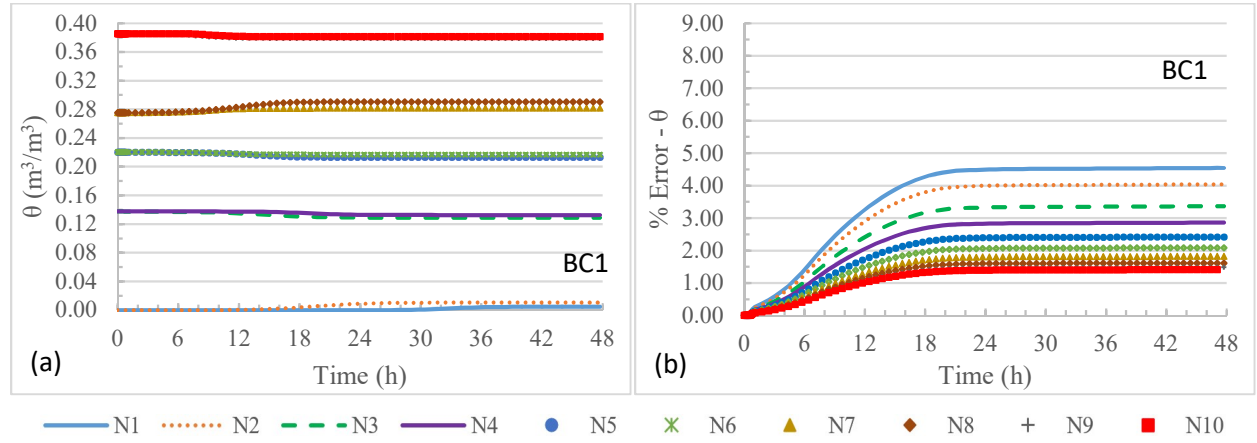 θ (m³/m³)
0.40
0.36
0.32
0.28
0.24
0.20
0.16
0.12
0.08
0.04
0.00
BC1
0 6 12 18 24 30 36 42 48
(a)
Time (h)
% Error - θ
9.00
8.00
7.00
6.00
5.00
4.00
3.00
2.00
1.00
0.00
BC1
0 6 12 18 24 30 36 42 48
(b)
Time (h)
N1 N2 N3 N4 N5 N6 N7 N8 N9 N10